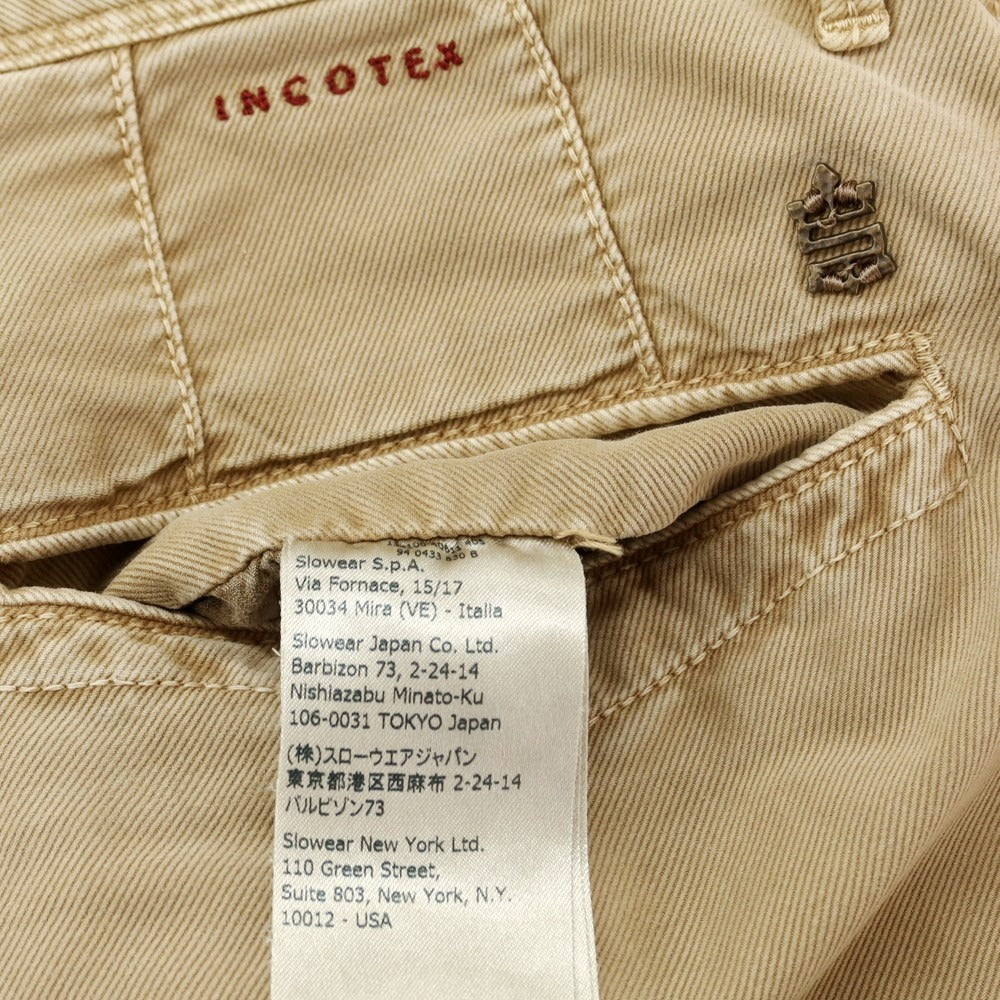 INCOTEX
94 0433 830 B
Slowear S.p.A.
Via Fornace, 15/17
30034 Mira (VE) - Italia
Slowear Japan Co. Ltd.
Barbizon 73, 2-24-14
Nishiazabu Minato-Ku
106-0031 TOKYO Japan
(株)スローウエアジャパン
東京都港区西麻布 2-24-14
バルビゾン73
Slowear New York Ltd.
110 Green Street,
Suite 803, New York, N.Y.
10012 - USA